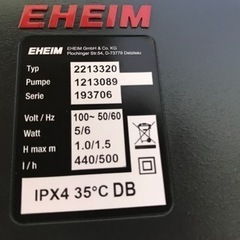 EHEIM
EHEIM GmbH & Co. KG
Plochinger Str.54, D-73779 Deizisau
Typ 2213320
Pumpe 1213089
Serie 193706
Volt / Hz 100~ 50/60
Watt 5/6
H max m 1.0/1.5
l / h 440/500
IPX4 35°C DB